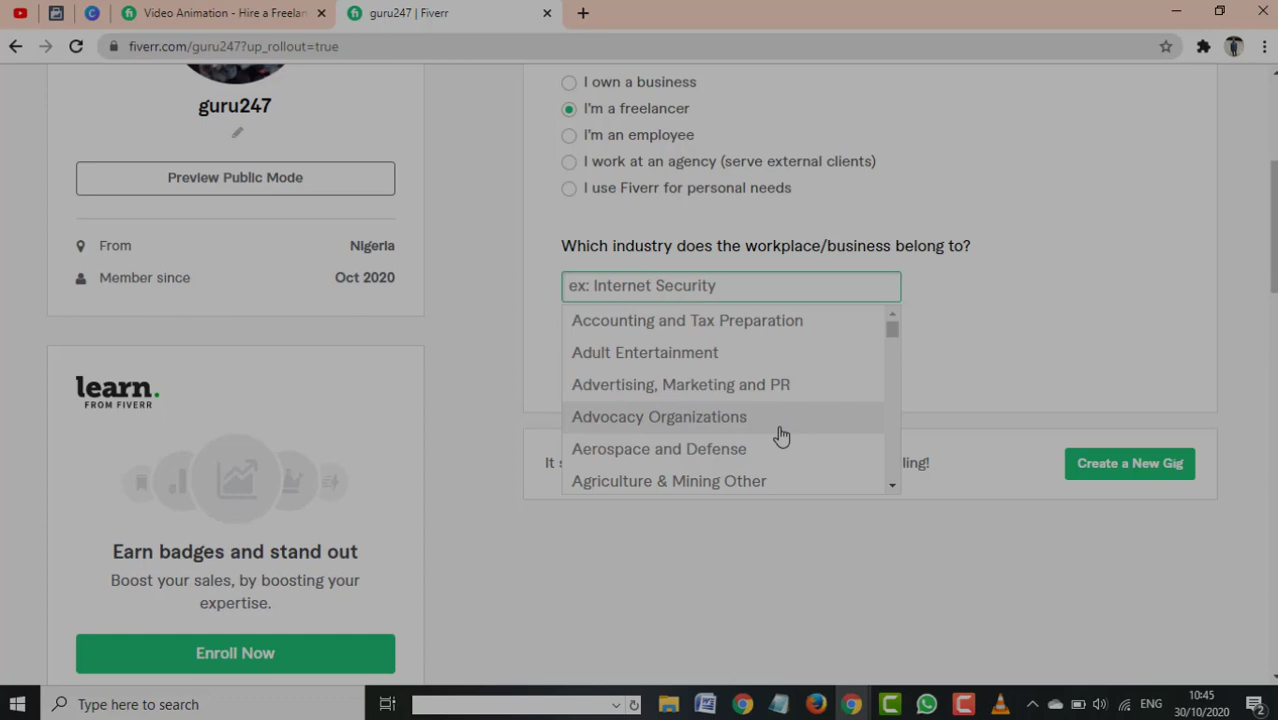 Video Animation - Hire a Freelan
guru247 | Fiverr
fiverr.com/guru247?up_rollout=true
guru247
Preview Public Mode
From Nigeria
Member since Oct 2020
learn.
FROM FIVERR
Earn badges and stand out
Boost your sales, by boosting your
expertise.
Enroll Now
I own a business
I'm a freelancer
I'm an employee
I work at an agency (serve external clients)
I use Fiverr for personal needs
Which industry does the workplace/business belong to?
ex: Internet Security
Accounting and Tax Preparation
Adult Entertainment
Advertising, Marketing and PR
Advocacy Organizations
Aerospace and Defense
Agriculture & Mining Other
It s ling!
Create a New Gig
Type here to search
ENG
10:45
30/10/2020
2